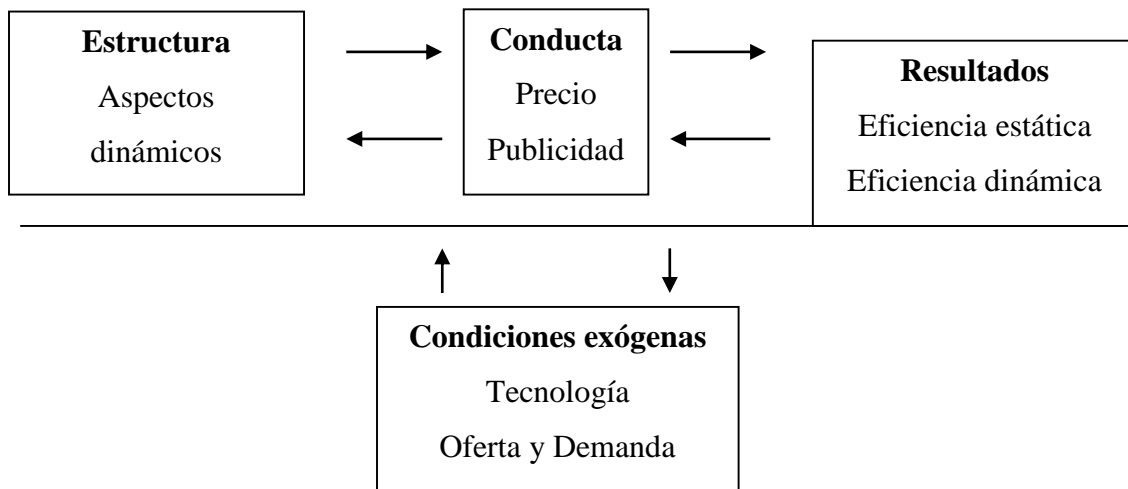 Estructura
Aspectos
dinámicos
Conducta
Precio
Publicidad
Resultados
Eficiencia estática
Eficiencia dinámica
Condiciones exógenas
Tecnología
Oferta y Demanda